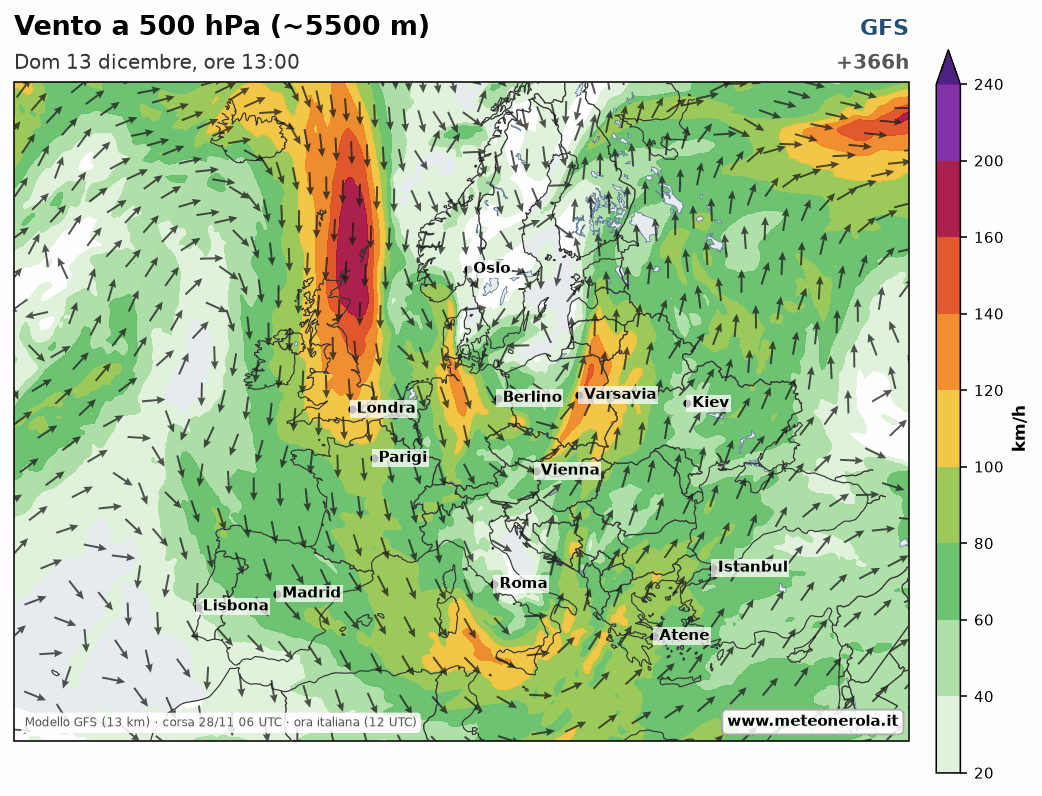 Vento a 500 hPa (~5500 m)
GFS
Dom 13 dicembre, ore 13:00
+366h
240
200
160
140
120
100
80
60
40
20
km/h
Oslo
Berlino
Varsavia
Kiev
Londra
Parigi
Vienna
Istanbul
Roma
Madrid
Lisbona
Atene
Modello GFS (13 km) · corsa 28/11 06 UTC · ora italiana (12 UTC)
www.meteonerola.it